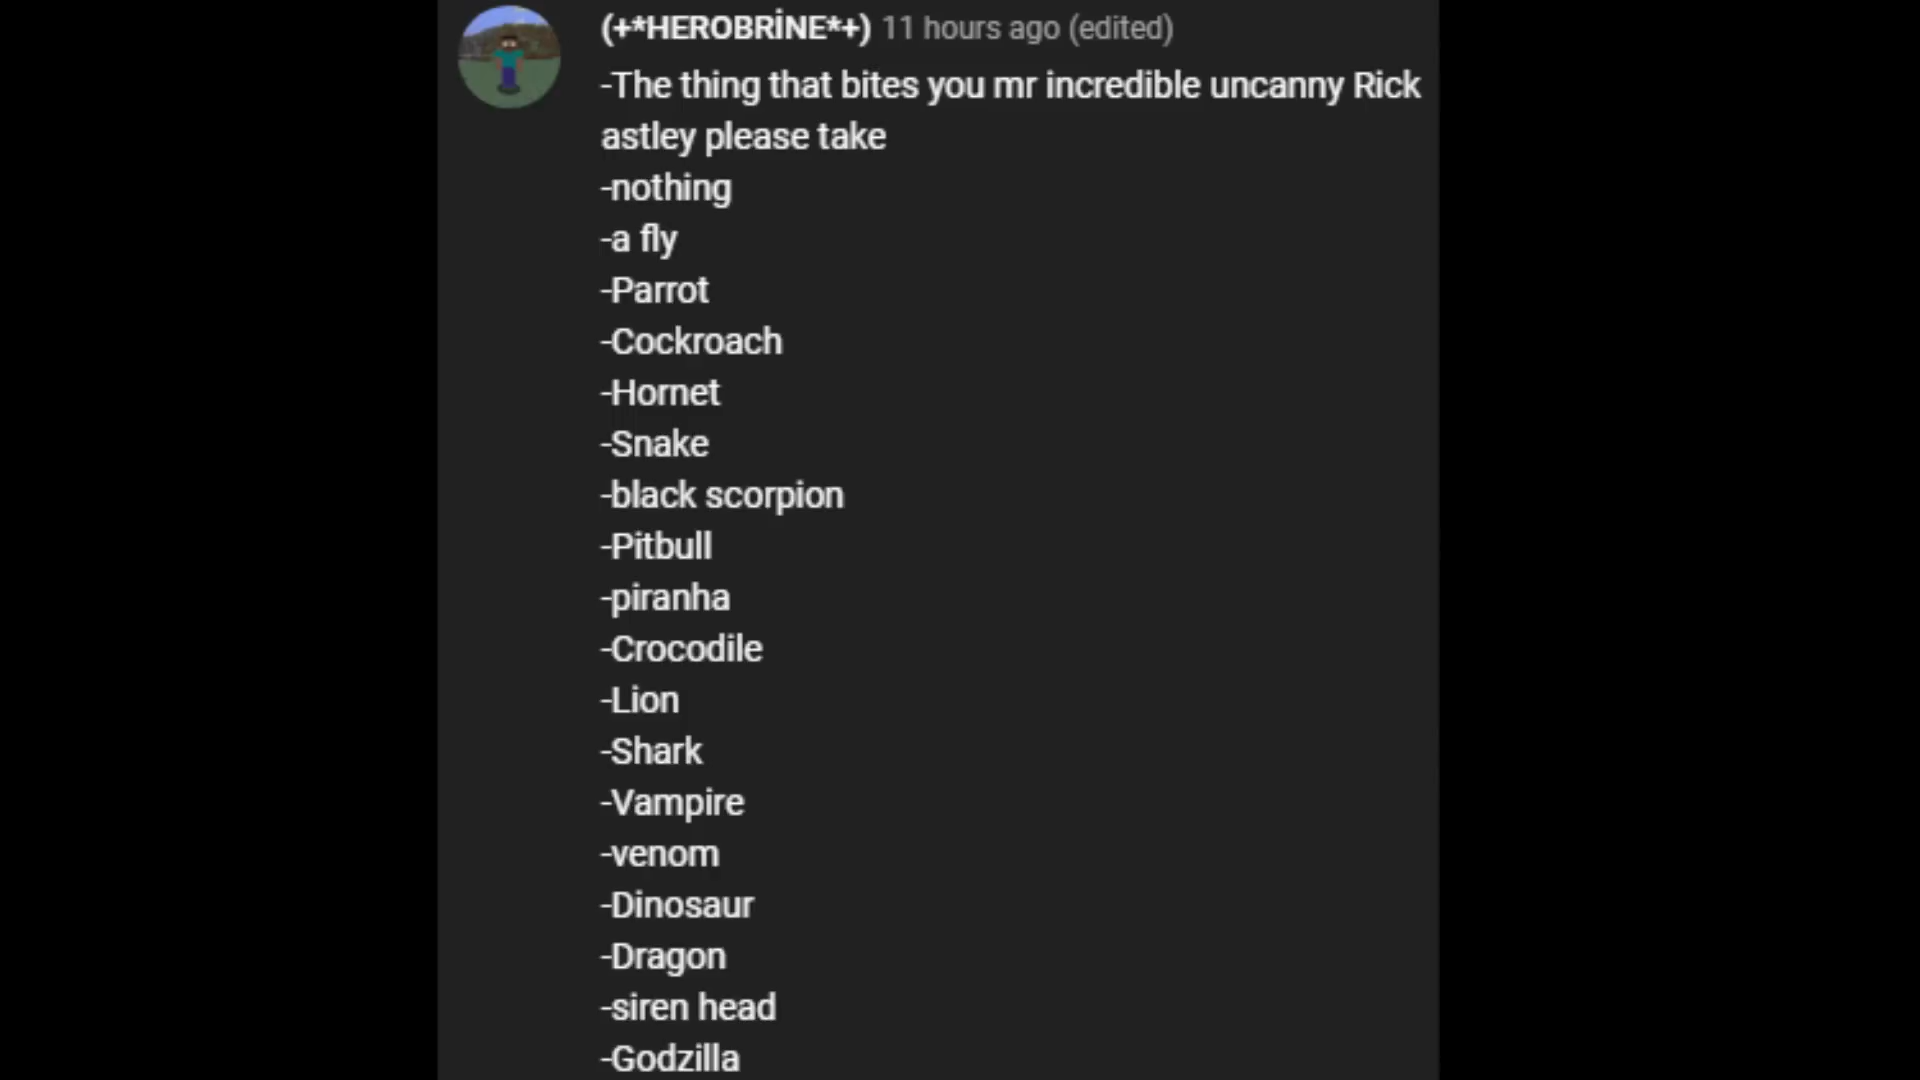 (+*HEROBRİNE*+) 11 hours ago (edited)
-The thing that bites you mr incredible uncanny Rick
astley please take
-nothing
-a fly
-Parrot
-Cockroach
-Hornet
-Snake
-black scorpion
-Pitbull
-piranha
-Crocodile
-Lion
-Shark
-Vampire
-venom
-Dinosaur
-Dragon
-siren head
-Godzilla